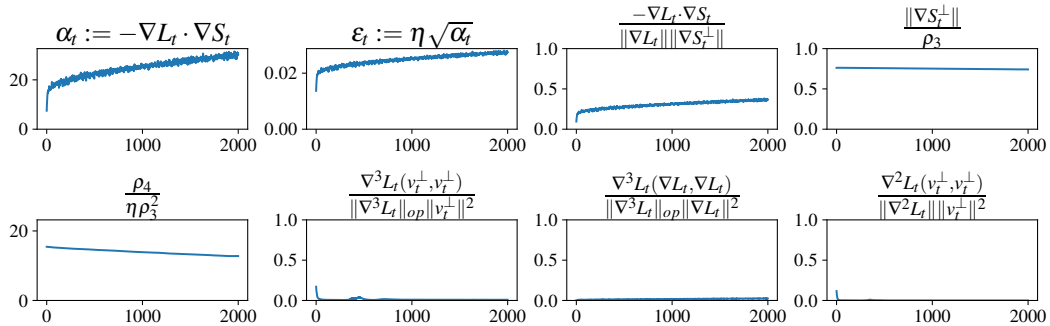 α_t := −∇L_t · ∇S_t
20
0
0 1000 2000
ε_t := η√α_t
0.02
0.00
0 1000 2000
−∇L_t·∇S_t / ‖∇L_t‖‖∇S_t^⊥‖
1.0
0.5
0.0
0 1000 2000
‖∇S_t^⊥‖ / ρ_3
1.0
0.5
0.0
0 1000 2000
ρ_4 / ηρ_3^2
20
0
0 1000 2000
∇^3L_t(v_t^⊥,v_t^⊥) / ‖∇^3L_t‖_op‖v_t^⊥‖^2
1.0
0.5
0.0
0 1000 2000
∇^3L_t(∇L_t,∇L_t) / ‖∇^3L_t‖_op‖∇L_t‖^2
1.0
0.5
0.0
0 1000 2000
∇^2L_t(v_t^⊥,v_t^⊥) / ‖∇^2L_t‖‖v_t^⊥‖^2
1.0
0.5
0.0
0 1000 2000